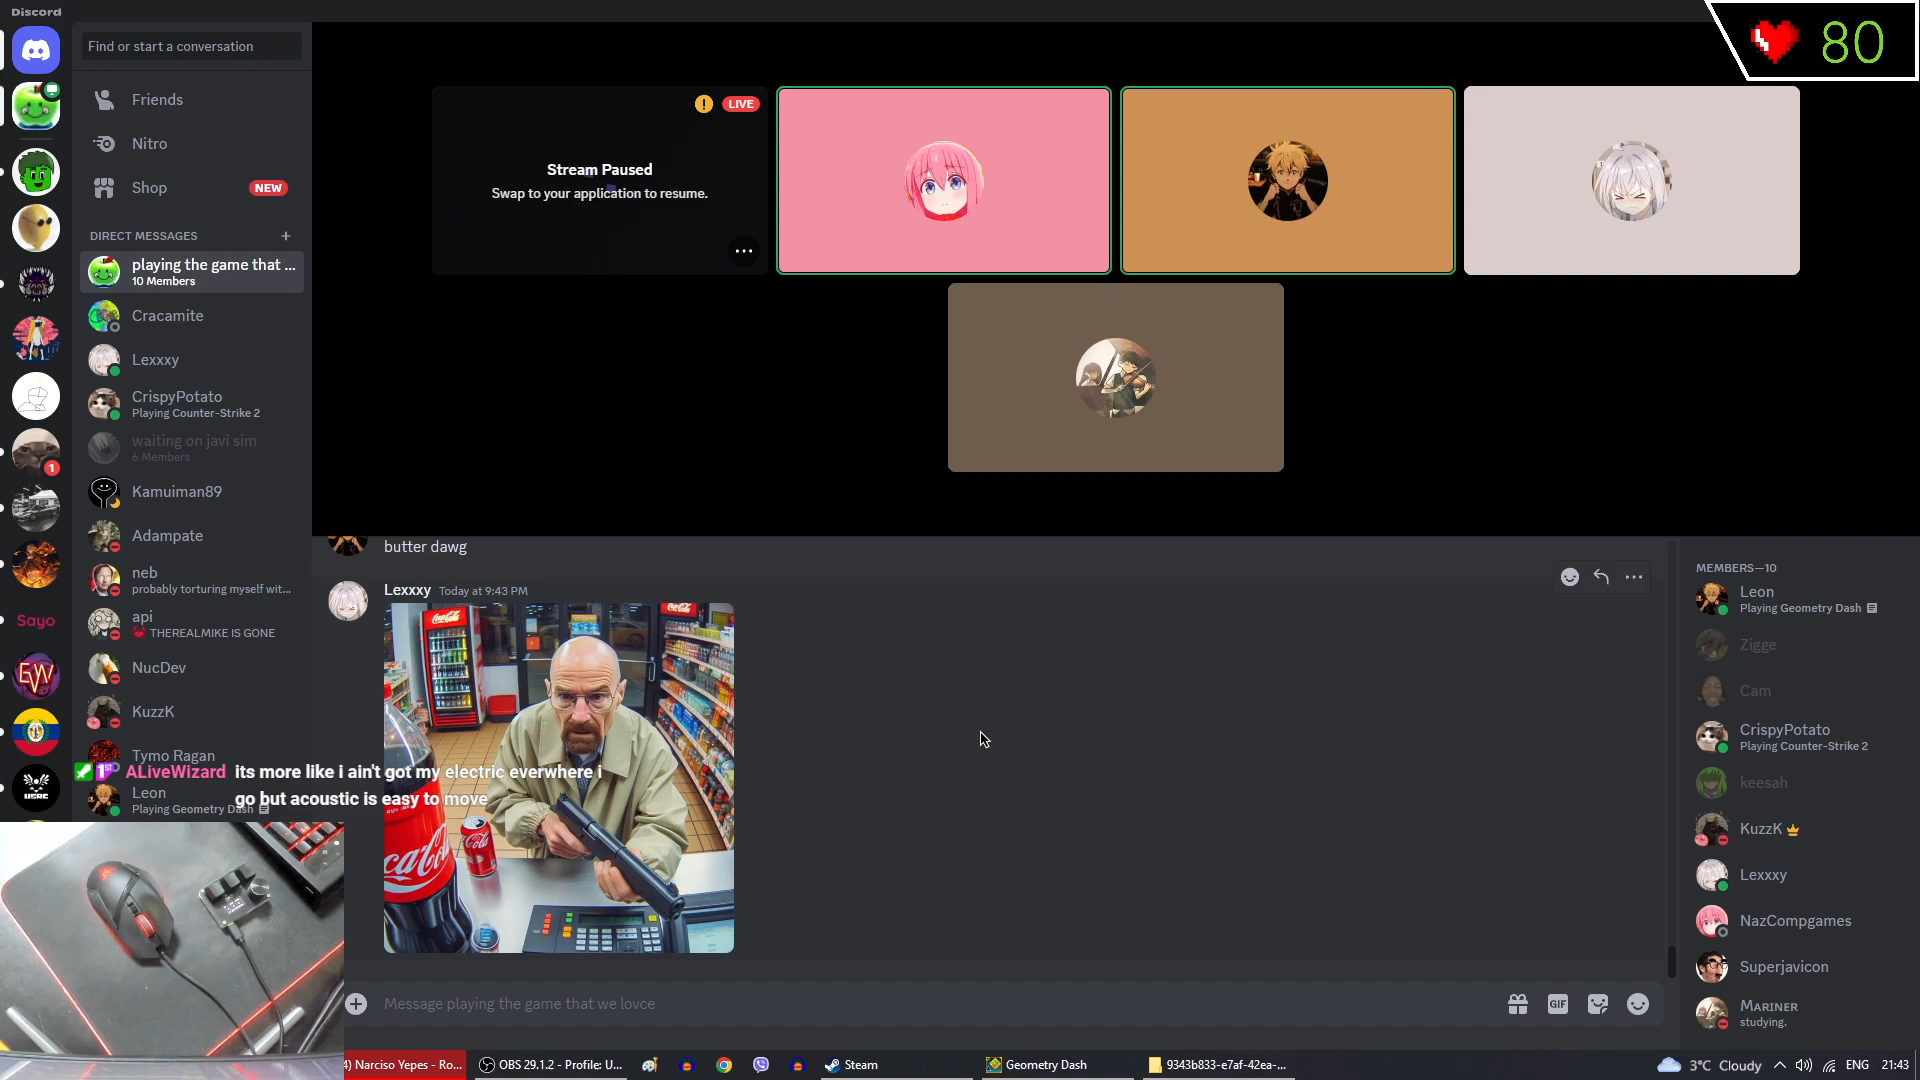 Discord
Find or start a conversation
80
Friends
Nitro
Shop
NEW
DIRECT MESSAGES
playing the game that ...
10 Members
Cracamite
Lexxxy
CrispyPotato
Playing Counter-Strike 2
waiting on javi sim
6 Members
Kamuiman89
Adampate
neb
probably torturing myself wit...
api
THEREALMIKE IS GONE
NucDev
KuzzK
Tymo Ragan
Leon
Playing Geometry Dash
1
Sayo
EW
LIVE
Stream Paused
Swap to your application to resume.
butter dawg
Lexxxy Today at 9:43 PM
Coca-Cola
ALiveWizard its more like i ain't got my electric everwhere i
go but acoustic is easy to move
Message playing the game that we lovce
GIF
MEMBERS—10
Leon
Playing Geometry Dash
Zigge
Cam
CrispyPotato
Playing Counter-Strike 2
keesah
KuzzK
Lexxxy
NazCompgames
Superjavicon
MARINER
studying.
4) Narciso Yepes - Ro...
OBS 29.1.2 - Profile: U...
Steam
Geometry Dash
9343b833-e7af-42ea-...
3°C Cloudy
ENG
21:43